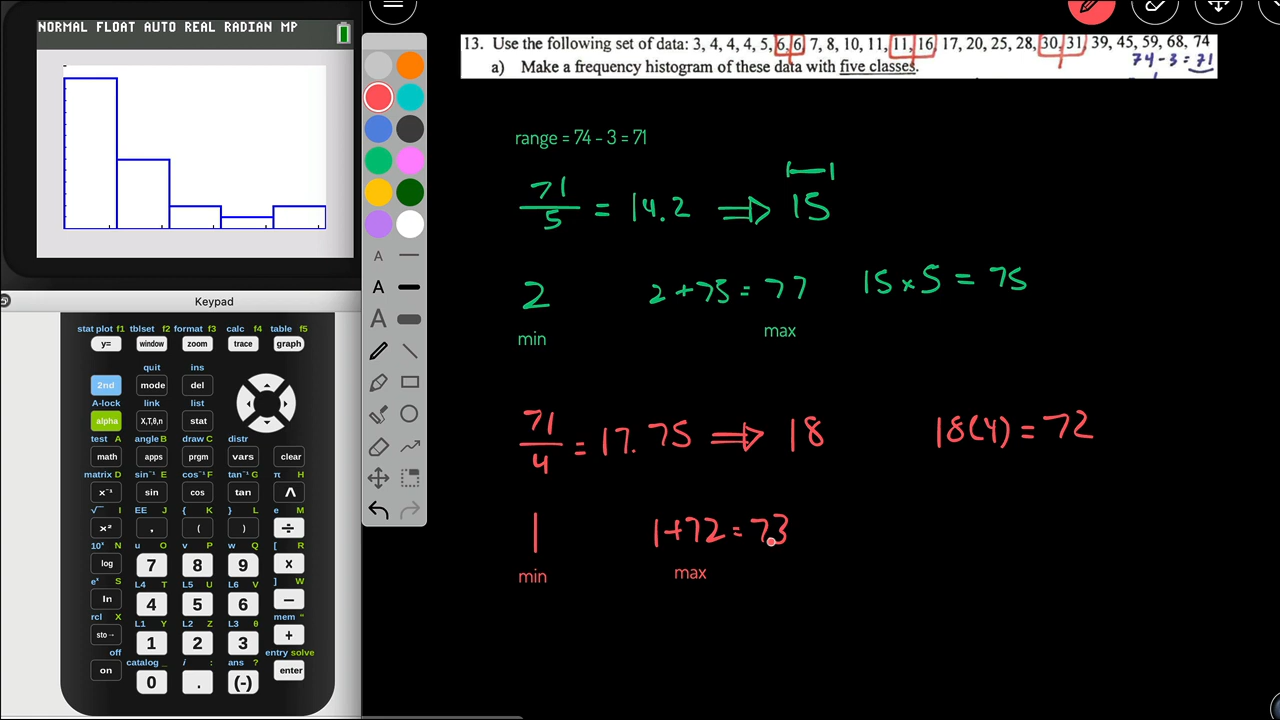 NORMAL FLOAT AUTO REAL RADIAN MP
13. Use the following set of data: 3, 4, 4, 4, 5, 6, 6, 7, 8, 10, 11, 11, 16, 17, 20, 25, 28, 30, 31, 39, 45, 59, 68, 74
a) Make a frequency histogram of these data with five classes.
74 - 3 = 71
range = 74 - 3 = 71
71/5 = 14.2 ⇒ 15
2 2 + 75 = 77 15 × 5 = 75
min max
71/4 = 17.75 ⇒ 18 18(4) = 72
1 1 + 72 = 73
min max
A
A
A
Keypad
stat plot f1 tblset f2 format f3 calc f4 table f5
y= window zoom trace graph
quit ins
2nd mode del
A-lock link list
alpha X,T,θ,n stat
test A angle B draw C distr
math apps prgm vars clear
matrix D sin⁻¹ E cos⁻¹ F tan⁻¹ G π H
x⁻¹ sin cos tan ^
√ I EE J { K } L e M
x² , ( ) ÷
10ˣ N u O v P w Q [ R
log 7 8 9 x
eˣ S L4 T L5 U L6 V ] W
ln 4 5 6 −
rcl X L1 Y L2 Z L3 θ mem "
sto→ 1 2 3 +
off catalog _ i : ans ? entry solve
on 0 . (-) enter